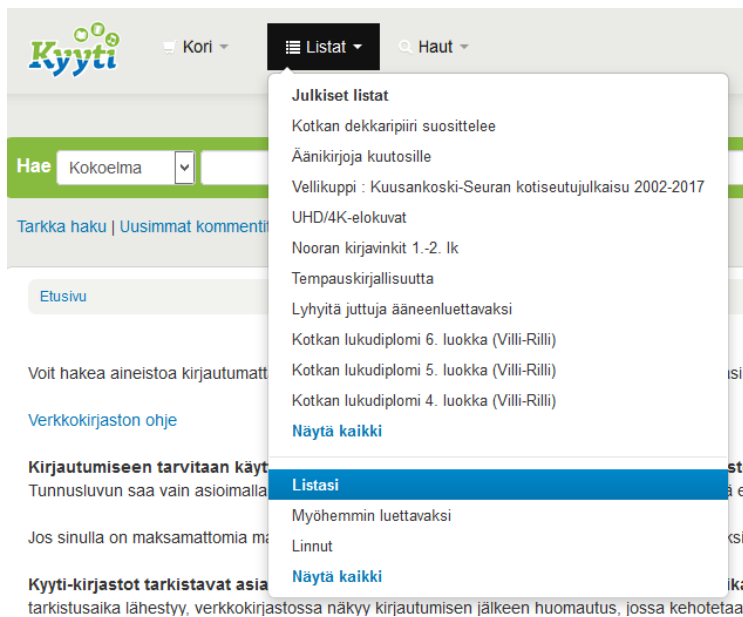 Kyyti
Kori
Listat
Haut
Julkiset listat
Kotkan dekkaripiiri suosittelee
Äänikirjoja kuutosille
Vellikuppi : Kuusankoski-Seuran kotiseutujulkaisu 2002-2017
UHD/4K-elokuvat
Nooran kirjavinkit 1.-2. lk
Tempauskirjallisuutta
Lyhyitä juttuja ääneenluettavaksi
Kotkan lukudiplomi 6. luokka (Villi-Rilli)
Kotkan lukudiplomi 5. luokka (Villi-Rilli)
Kotkan lukudiplomi 4. luokka (Villi-Rilli)
Näytä kaikki
Listasi
Myöhemmin luettavaksi
Linnut
Näytä kaikki
Hae Kokoelma
Tarkka haku | Uusimmat kommentit
Etusivu
Voit hakea aineistoa
Verkkokirjaston ohje
Kirjautumiseen tarvitaan
Tunnusluvun saa vain asioimalla
Jos sinulla on maksamattomia
Kyyti-kirjastot tarkistavat
tarkistusaika lähestyy, verkkokirjastossa näkyy kirjautumisen jälkeen huomautus, jossa kehotetaa